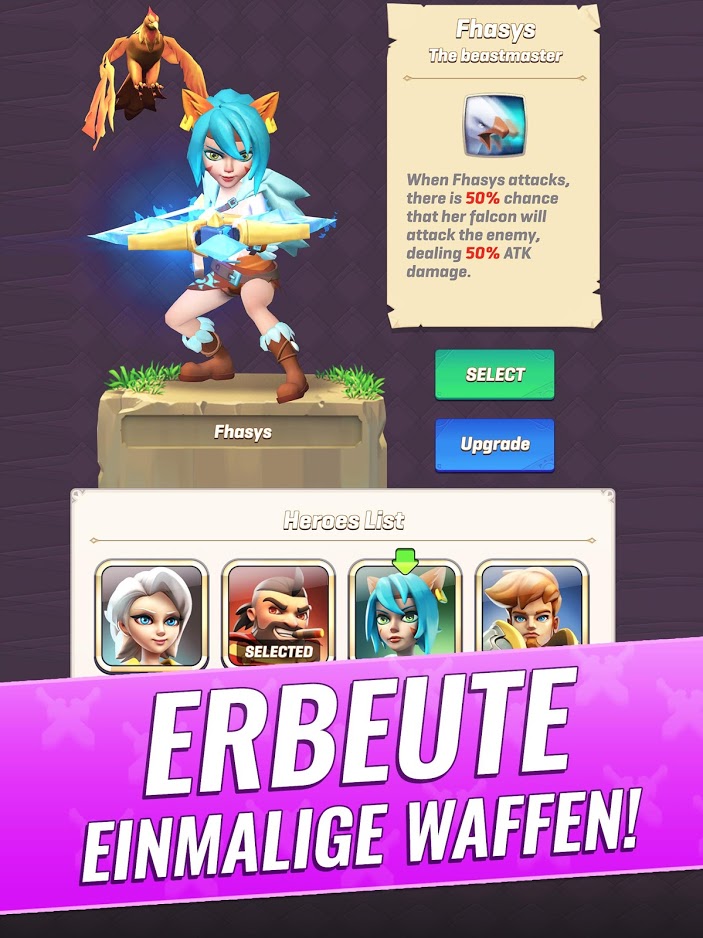 Fhasys
The beastmaster
When Fhasys attacks,
there is 50% chance
that her falcon will
attack the enemy,
dealing 50% ATK
damage.
SELECT
Upgrade
Fhasys
Heroes List
SELECTED
ERBEUTE
EINMALIGE WAFFEN!